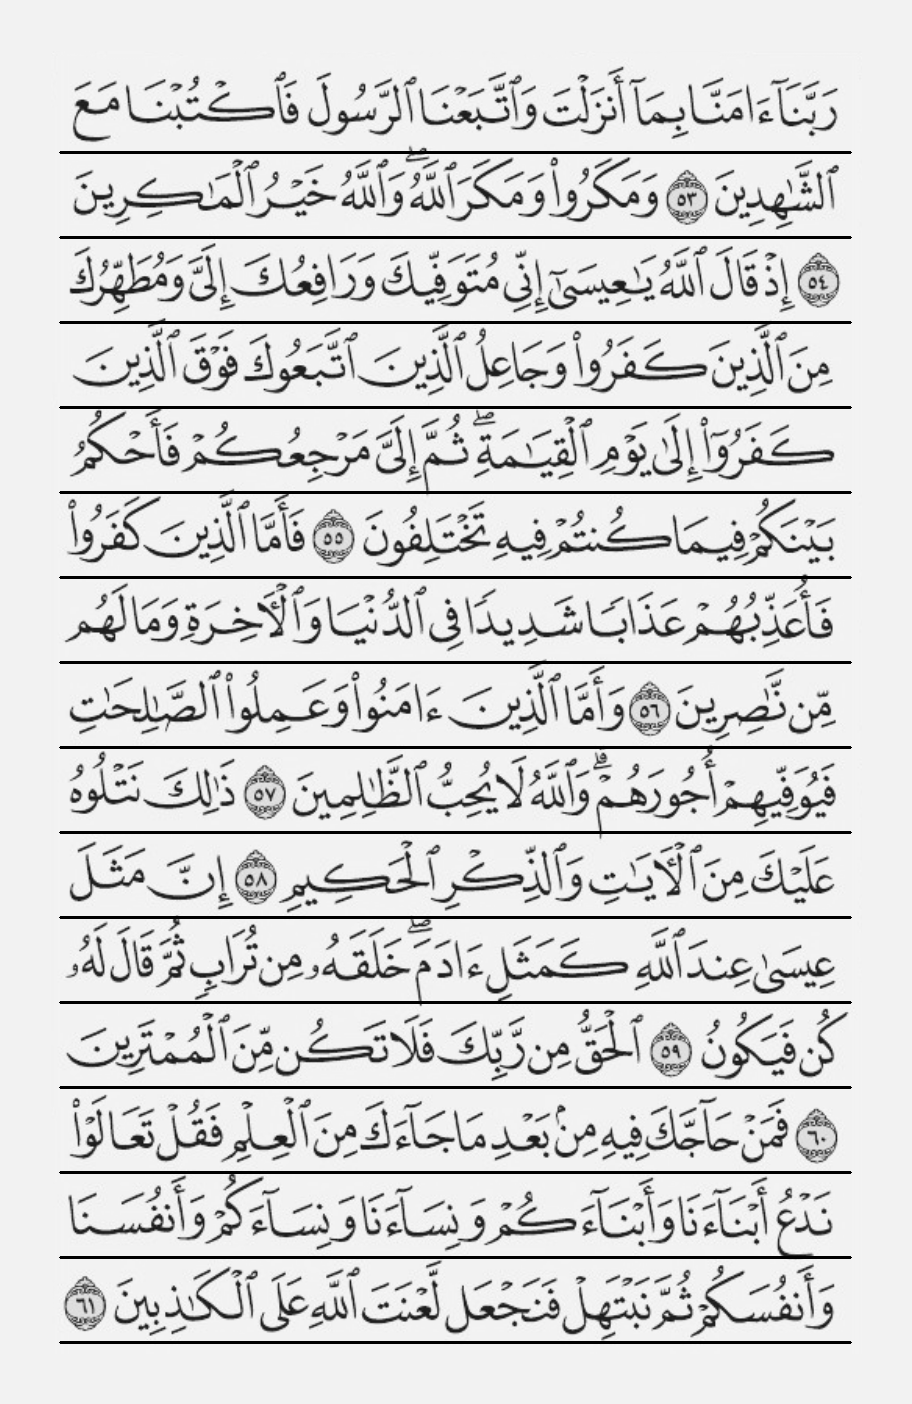 رَبَّنَآ ءَامَنَّا بِمَآ أَنزَلْتَ وَٱتَّبَعْنَا ٱلرَّسُولَ فَٱكْتُبْنَا مَعَ
ٱلشَّٰهِدِينَ ٥٣ وَمَكَرُوا۟ وَمَكَرَ ٱللَّهُ ۖ وَٱللَّهُ خَيْرُ ٱلْمَٰكِرِينَ
٥٤ إِذْ قَالَ ٱللَّهُ يَٰعِيسَىٰٓ إِنِّى مُتَوَفِّيكَ وَرَافِعُكَ إِلَىَّ وَمُطَهِّرُكَ
مِنَ ٱلَّذِينَ كَفَرُوا۟ وَجَاعِلُ ٱلَّذِينَ ٱتَّبَعُوكَ فَوْقَ ٱلَّذِينَ
كَفَرُوٓا۟ إِلَىٰ يَوْمِ ٱلْقِيَٰمَةِ ۖ ثُمَّ إِلَىَّ مَرْجِعُكُمْ فَأَحْكُمُ
بَيْنَكُمْ فِيمَا كُنتُمْ فِيهِ تَخْتَلِفُونَ ٥٥ فَأَمَّا ٱلَّذِينَ كَفَرُوا۟
فَأُعَذِّبُهُمْ عَذَابًا شَدِيدًا فِى ٱلدُّنْيَا وَٱلْءَاخِرَةِ وَمَا لَهُم
مِّن نَّٰصِرِينَ ٥٦ وَأَمَّا ٱلَّذِينَ ءَامَنُوا۟ وَعَمِلُوا۟ ٱلصَّٰلِحَٰتِ
فَيُوَفِّيهِمْ أُجُورَهُمْ ۗ وَٱللَّهُ لَا يُحِبُّ ٱلظَّٰلِمِينَ ٥٧ ذَٰلِكَ نَتْلُوهُ
عَلَيْكَ مِنَ ٱلْءَايَٰتِ وَٱلذِّكْرِ ٱلْحَكِيمِ ٥٨ إِنَّ مَثَلَ
عِيسَىٰ عِندَ ٱللَّهِ كَمَثَلِ ءَادَمَ ۖ خَلَقَهُۥ مِن تُرَابٍ ثُمَّ قَالَ لَهُۥ
كُن فَيَكُونُ ٥٩ ٱلْحَقُّ مِن رَّبِّكَ فَلَا تَكُن مِّنَ ٱلْمُمْتَرِينَ
٦٠ فَمَنْ حَآجَّكَ فِيهِ مِنۢ بَعْدِ مَا جَآءَكَ مِنَ ٱلْعِلْمِ فَقُلْ تَعَالَوْا۟
نَدْعُ أَبْنَآءَنَا وَأَبْنَآءَكُمْ وَنِسَآءَنَا وَنِسَآءَكُمْ وَأَنفُسَنَا
وَأَنفُسَكُمْ ثُمَّ نَبْتَهِلْ فَنَجْعَل لَّعْنَتَ ٱللَّهِ عَلَى ٱلْكَٰذِبِينَ ٦١